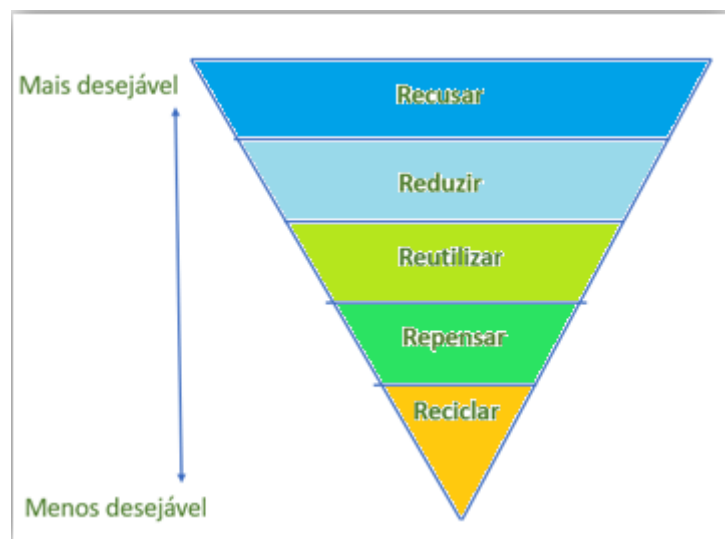 Mais desejável
Recusar
Reduzir
Reutilizar
Repensar
Reciclar
Menos desejável